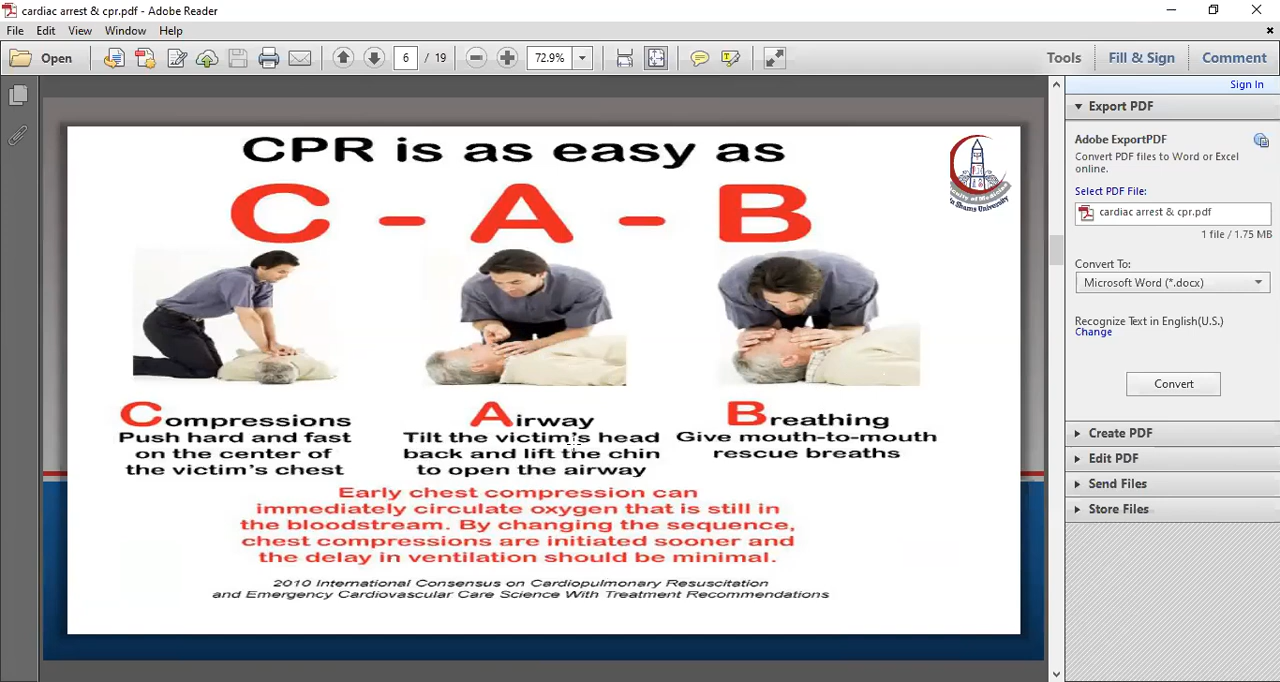 cardiac arrest & cpr.pdf - Adobe Reader
File Edit View Window Help
Open 6 / 19 72.9% Tools Fill & Sign Comment
Sign In
Export PDF
Adobe ExportPDF
Convert PDF files to Word or Excel
online.
Select PDF File:
cardiac arrest & cpr.pdf
1 file / 1.75 MB
Convert To:
Microsoft Word (*.docx)
Recognize Text in English(U.S.)
Change
Convert
Create PDF
Edit PDF
Send Files
Store Files
CPR is as easy as
C - A - B
Faculty of Medicine
Ain Shams University
Compressions
Push hard and fast
on the center of
the victim's chest
Airway
Tilt the victim's head
back and lift the chin
to open the airway
Breathing
Give mouth-to-mouth
rescue breaths
Early chest compression can
immediately circulate oxygen that is still in
the bloodstream. By changing the sequence,
chest compressions are initiated sooner and
the delay in ventilation should be minimal.
2010 International Consensus on Cardiopulmonary Resuscitation
and Emergency Cardiovascular Care Science With Treatment Recommendations